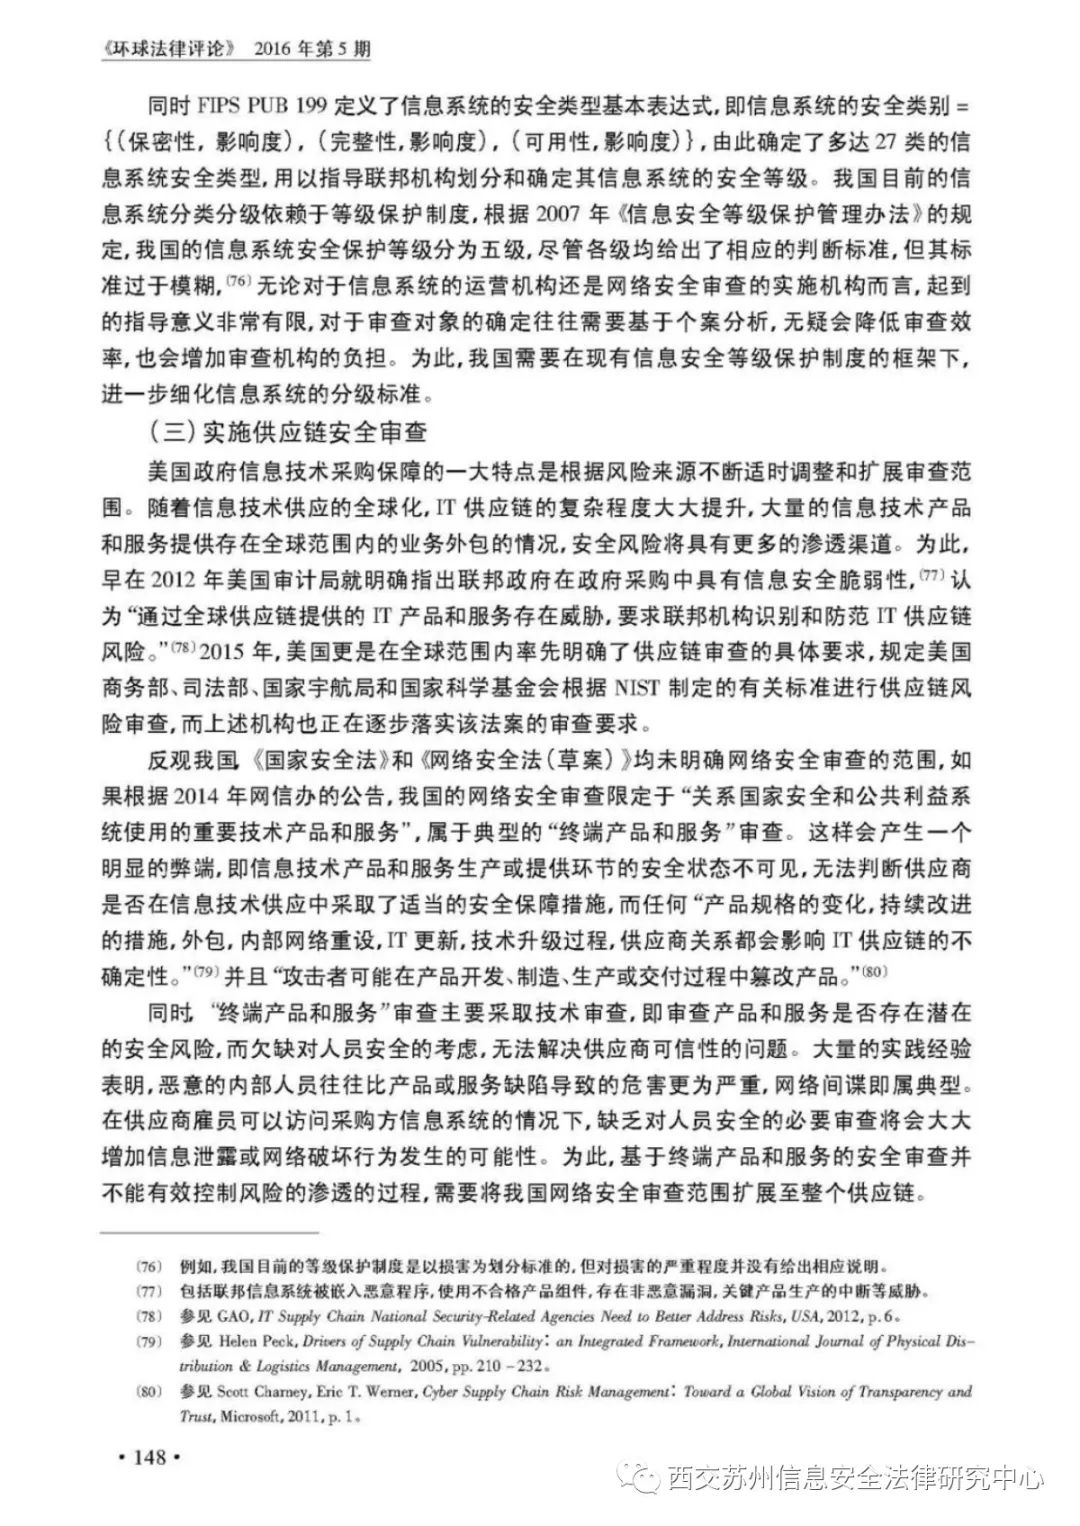 《环球法律评论》 2016 年第 5 期
同时 FIPS PUB 199 定义了信息系统的安全类型基本表达式,即信息系统的安全类别 =
{(保密性, 影响度), (完整性,影响度), (可用性,影响度)},由此确定了多达 27 类的信
息系统安全类型,用以指导联邦机构划分和确定其信息系统的安全等级。我国目前的信
息系统分类分级依赖于等级保护制度,根据 2007 年《信息安全等级保护管理办法》的规
定,我国的信息系统安全保护等级分为五级,尽管各级均给出了相应的判断标准,但其标
准过于模糊,(76) 无论对于信息系统的运营机构还是网络安全审查的实施机构而言,起到
的指导意义非常有限,对于审查对象的确定往往需要基于个案分析,无疑会降低审查效
率,也会增加审查机构的负担。为此,我国需要在现有信息安全等级保护制度的框架下,
进一步细化信息系统的分级标准。
(三)实施供应链安全审查
美国政府信息技术采购保障的一大特点是根据风险来源不断适时调整和扩展审查范
围。随着信息技术供应的全球化,IT 供应链的复杂程度大大提升,大量的信息技术产品
和服务提供存在全球范围内的业务外包的情况,安全风险将具有更多的渗透渠道。为此,
早在 2012 年美国审计局就明确指出联邦政府在政府采购中具有信息安全脆弱性,(77) 认
为“通过全球供应链提供的 IT 产品和服务存在威胁,要求联邦机构识别和防范 IT 供应链
风险。”(78) 2015 年,美国更是在全球范围内率先明确了供应链审查的具体要求,规定美国
商务部、司法部、国家宇航局和国家科学基金会根据 NIST 制定的有关标准进行供应链风
险审查,而上述机构也正在逐步落实该法案的审查要求。
反观我国,《国家安全法》和《网络安全法(草案)》均未明确网络安全审查的范围,如
果根据 2014 年网信办的公告,我国的网络安全审查限定于“关系国家安全和公共利益系
统使用的重要技术产品和服务”,属于典型的“终端产品和服务”审查。这样会产生一个
明显的弊端,即信息技术产品和服务生产或提供环节的安全状态不可见,无法判断供应商
是否在信息技术供应中采取了适当的安全保障措施,而任何“产品规格的变化,持续改进
的措施,外包,内部网络重设,IT 更新,技术升级过程,供应商关系都会影响 IT 供应链的不
确定性。”(79) 并且“攻击者可能在产品开发、制造、生产或交付过程中篡改产品。”(80)
同时,“终端产品和服务”审查主要采取技术审查,即审查产品和服务是否存在潜在
的安全风险,而欠缺对人员安全的考虑,无法解决供应商可信性的问题。大量的实践经验
表明,恶意的内部人员往往比产品或服务缺陷导致的危害更为严重,网络间谍即属典型。
在供应商雇员可以访问采购方信息系统的情况下,缺乏对人员安全的必要审查将会大大
增加信息泄露或网络破坏行为发生的可能性。为此,基于终端产品和服务的安全审查并
不能有效控制风险的渗透的过程,需要将我国网络安全审查范围扩展至整个供应链。
(76) 例如,我国目前的等级保护制度是以损害为划分标准的,但对损害的严重程度并没有给出相应说明。
(77) 包括联邦信息系统被嵌入恶意程序,使用不合格产品组件,存在非恶意漏洞,关键产品生产的中断等威胁。
(78) 参见 GAO, IT Supply Chain National Security-Related Agencies Need to Better Address Risks, USA, 2012, p.6。
(79) 参见 Helen Peck, Drivers of Supply Chain Vulnerability: an Integrated Framework, International Journal of Physical Dis-
tribution & Logistics Management, 2005, pp. 210 – 232。
(80) 参见 Scott Charney, Eric T. Werner, Cyber Supply Chain Risk Management: Toward a Global Vision of Transparency and
Trust, Microsoft, 2011, p. 1。
· 148 ·
西交苏州信息安全法律研究中心